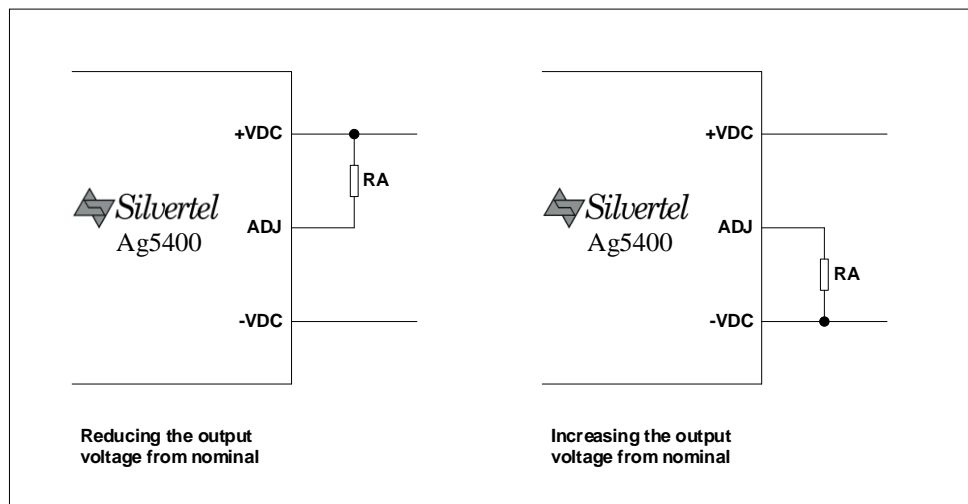 +VDC
RA
Silvertel
ADJ
Ag5400
-VDC
Reducing the output
voltage from nominal
+VDC
Silvertel
ADJ
Ag5400
RA
-VDC
Increasing the output
voltage from nominal